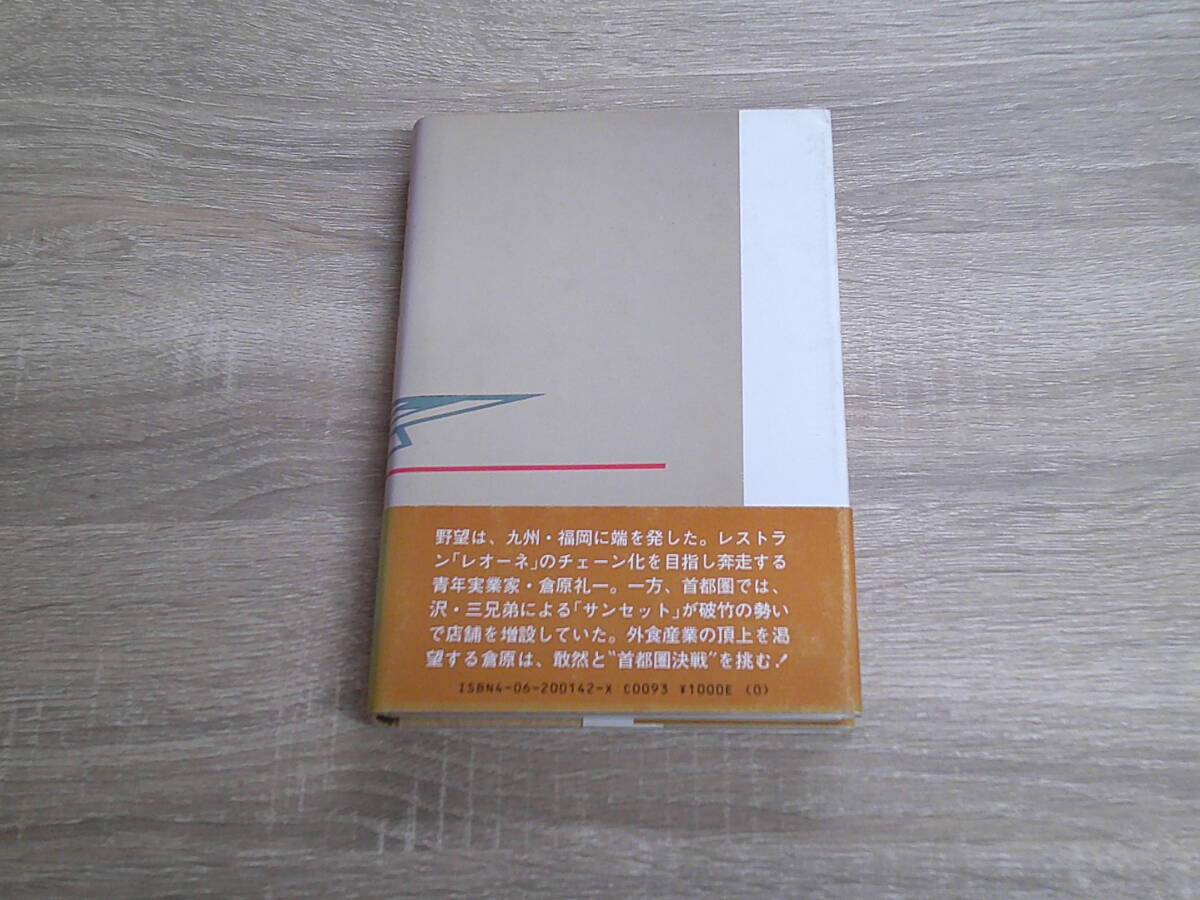 野望は、九州・福岡に端を発した。レストラ
ン「レオーネ」のチェーン化を目指し奔走する
青年実業家・倉原礼一。一方、首都圏では、
沢・三兄弟による「サンセット」が破竹の勢い
で店舗を増設していた。外食産業の頂上を渇
望する倉原は、敢然と“首都圏決戦”を挑む！
ISBN4-06-200142-X C0093 ¥1000E (0)